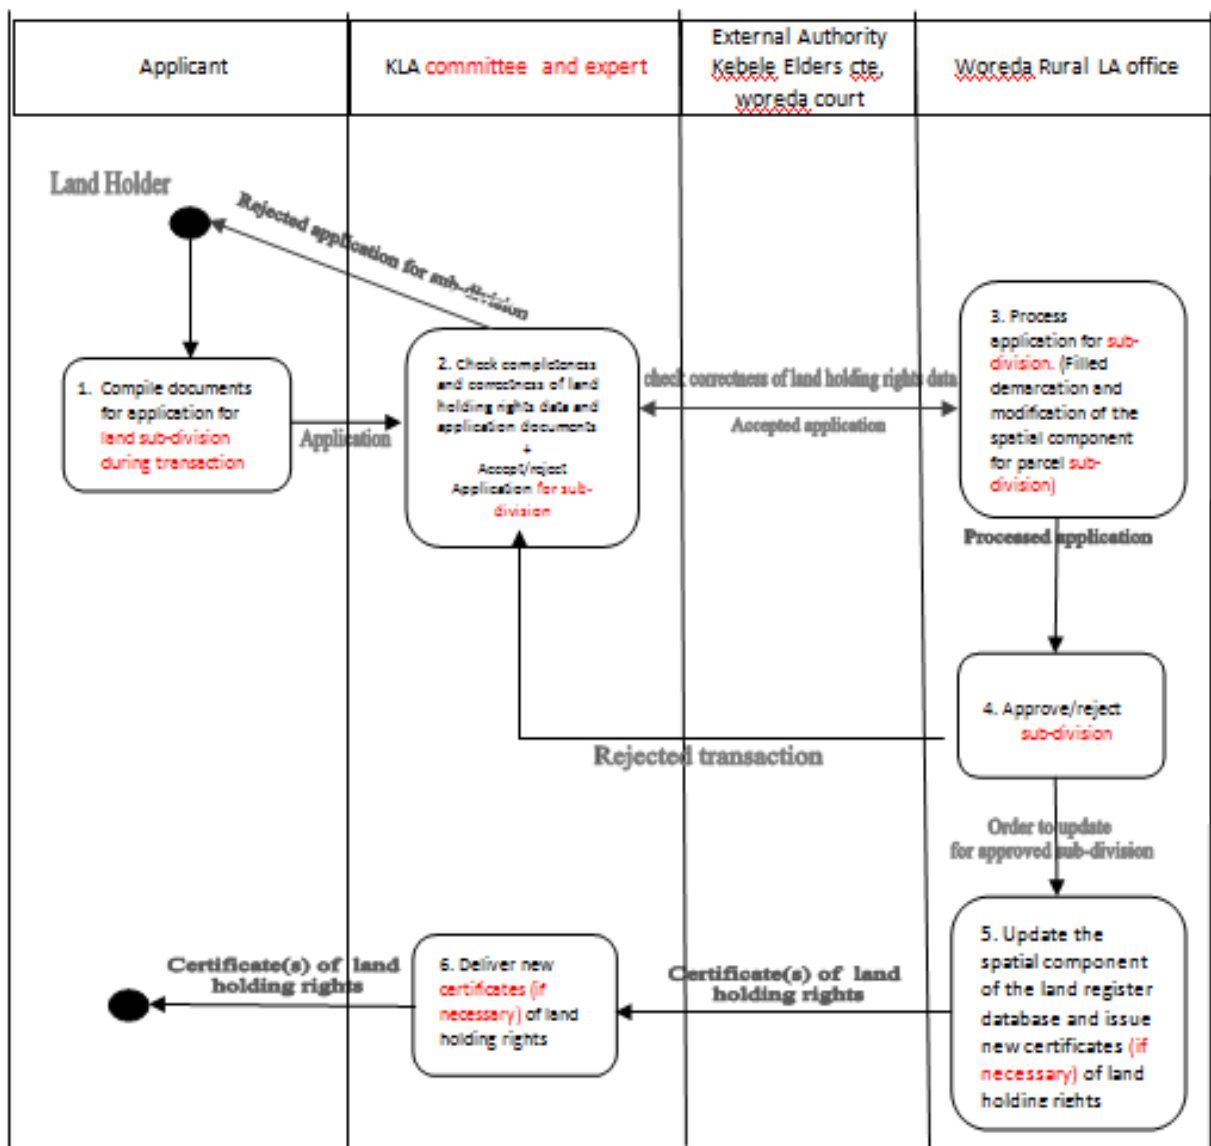 Applicant
KLA committee and expert
External Authority
Kebele Elders cte,
woreda court
Woreda Rural LA office
Land Holder
Rejected application for sub-division
1. Compile documents
for application for
land sub-division
during transaction
Application
2. Check completeness
and correctness of land
holding rights data and
application documents
+
Accept/reject
Application for sub-
division
check correctness of land holding rights data
Accepted application
3. Process
application for sub-
division. (Filled
demarcation and
modification of the
spatial component
for parcel sub-
division)
Processed application
4. Approve/reject
sub-division
Rejected transaction
Order to update
for approved sub-division
5. Update the
spatial component
of the land register
database and issue
new certificates (if
necessary) of land
holding rights
Certificate(s) of land
holding rights
6. Deliver new
certificates (if
necessary) of land
holding rights
Certificate(s) of land
holding rights